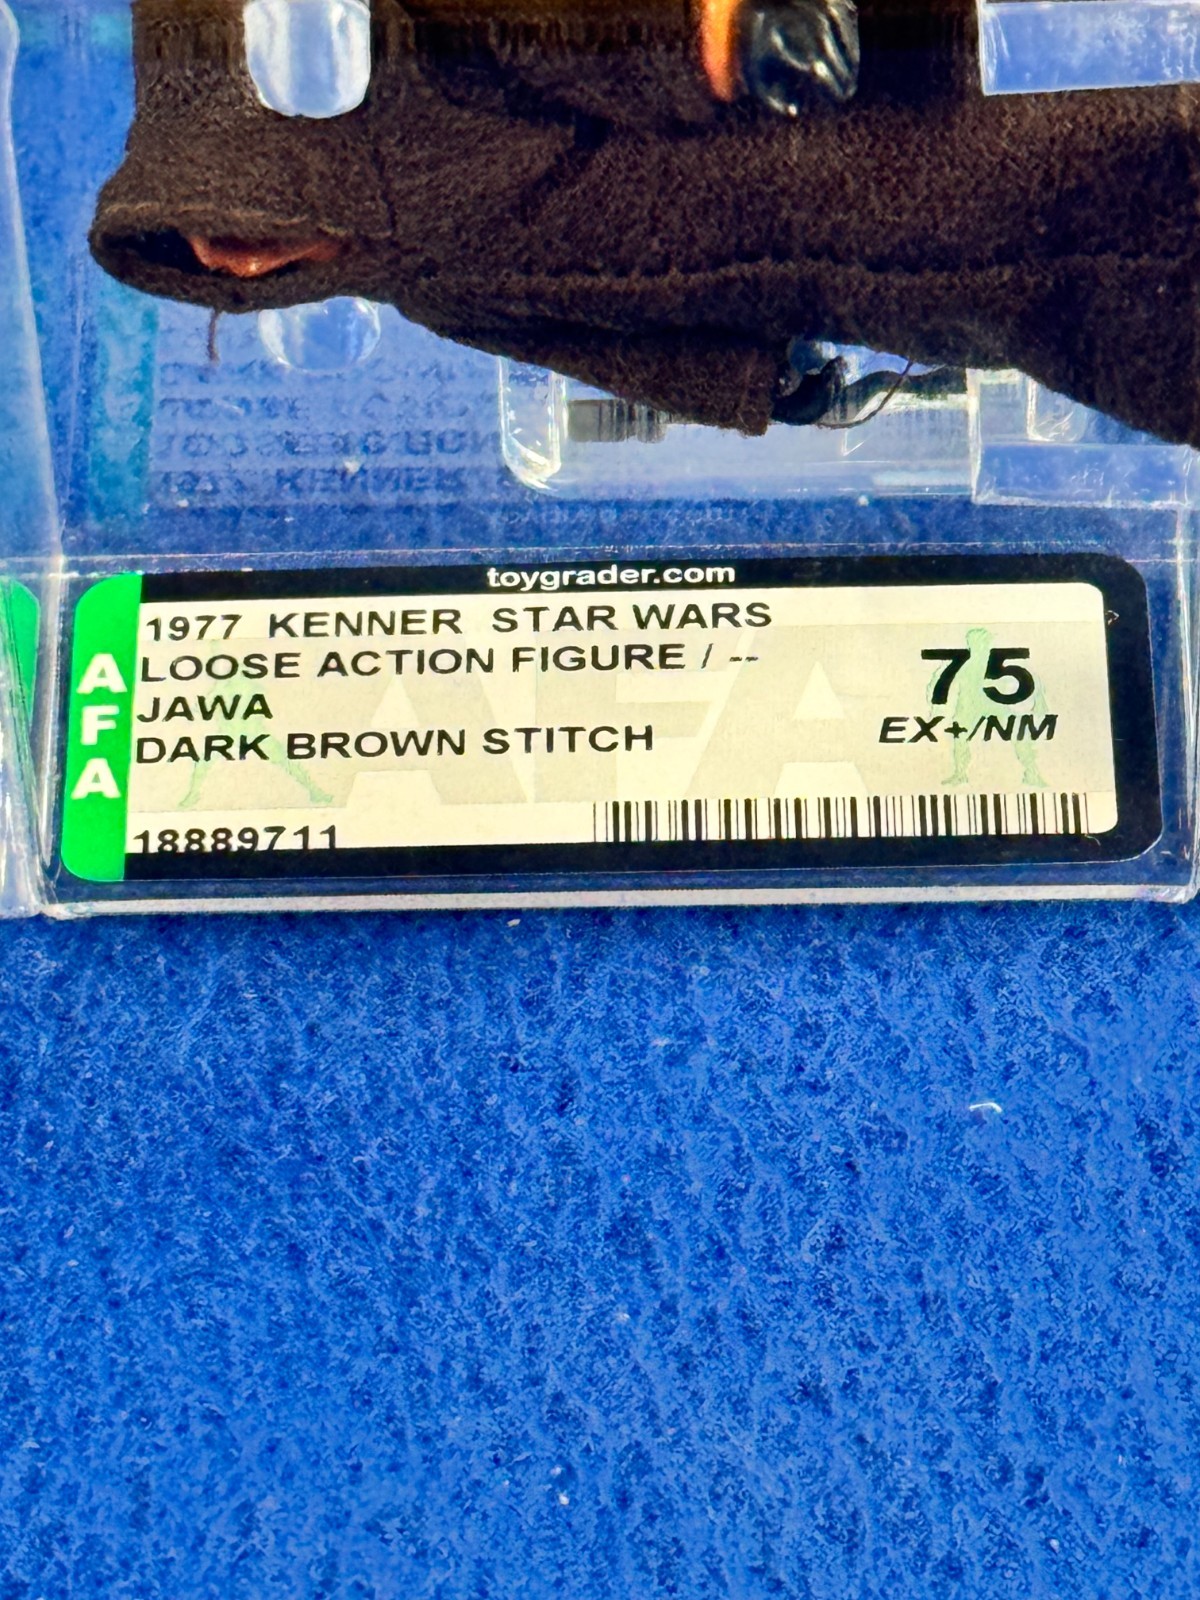 toygrader.com
1977 KENNER STAR WARS
LOOSE ACTION FIGURE / --
JAWA
DARK BROWN STITCH
75
EX+/NM
AFA
18889711